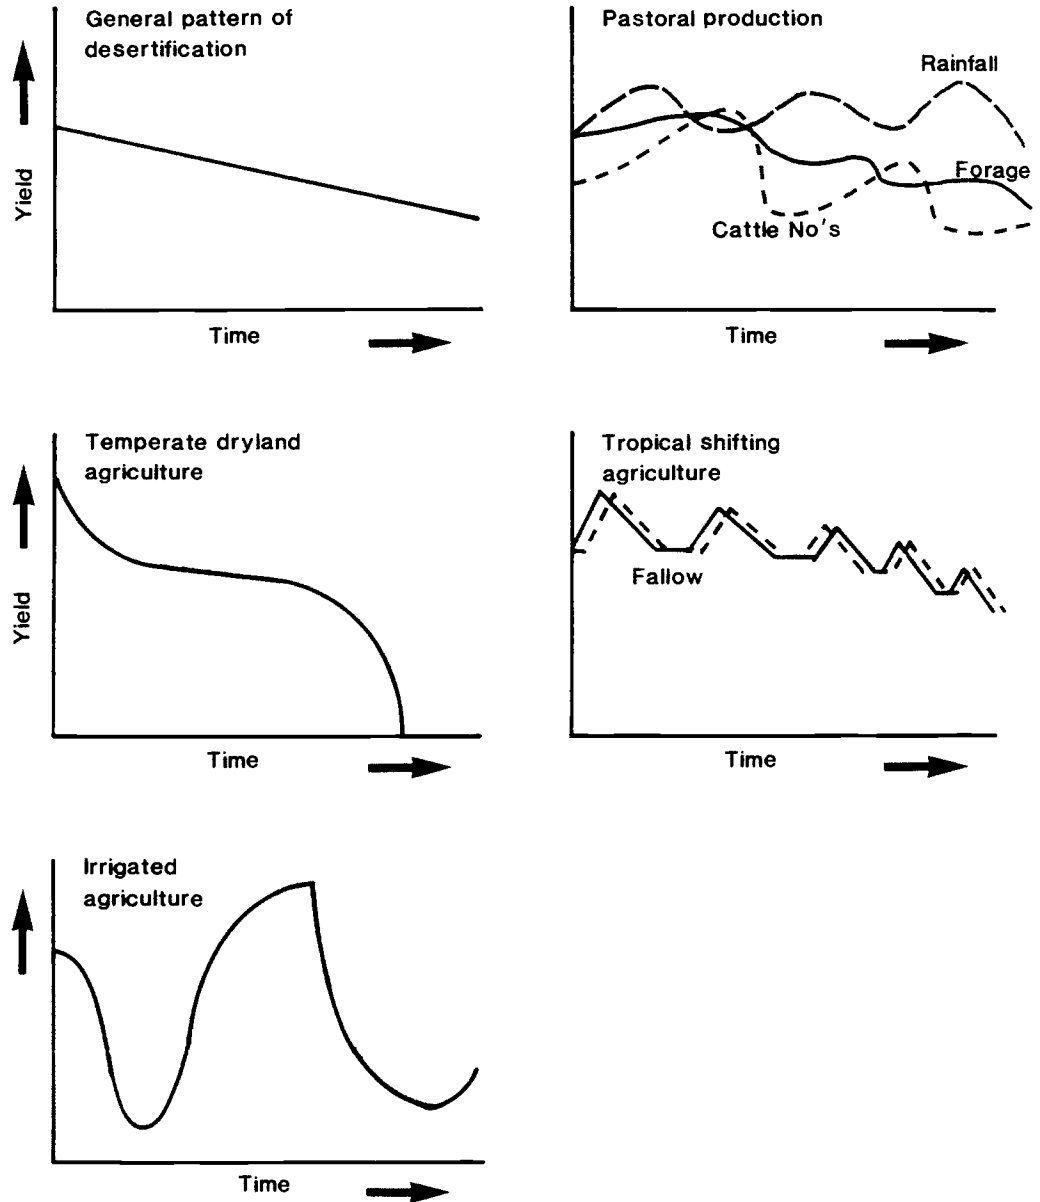 General pattern of
desertification
Yield
Time
Pastoral production
Rainfall
Forage
Cattle No's
Time
Temperate dryland
agriculture
Yield
Time
Tropical shifting
agriculture
Fallow
Time
Irrigated
agriculture
Time